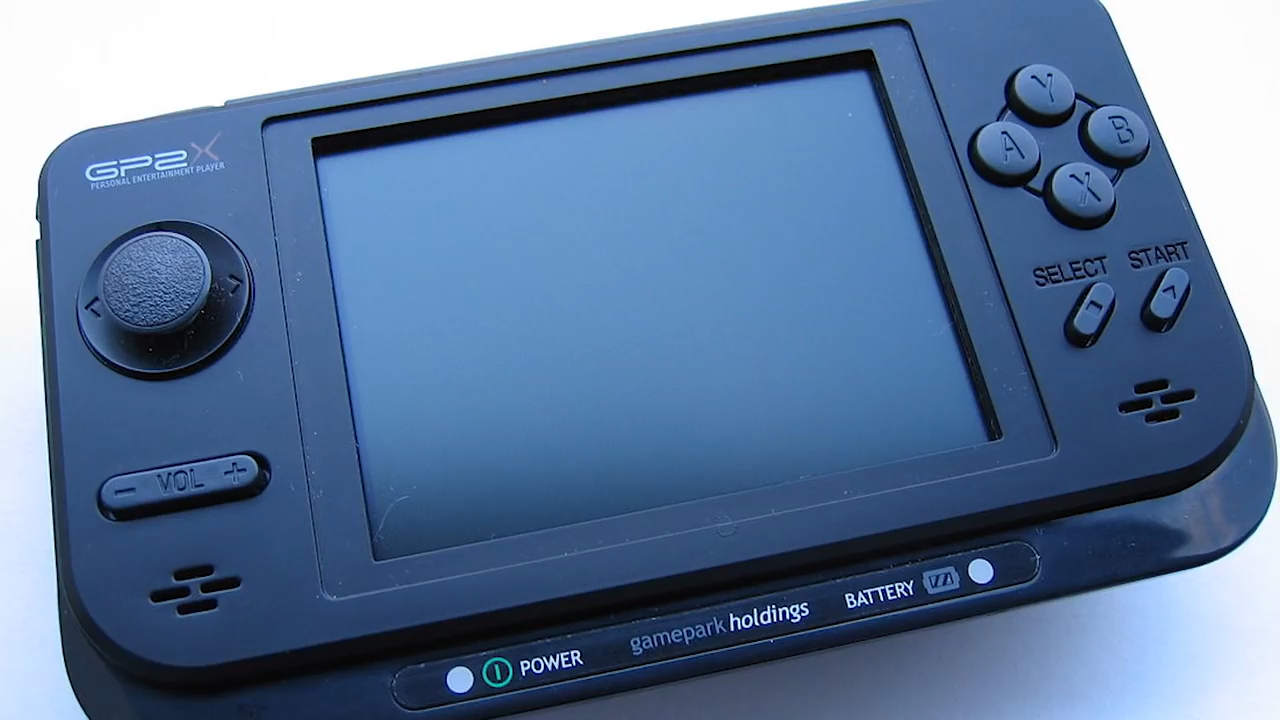 GP2X
PERSONAL ENTERTAINMENT PLAYER
Y
B
A
X
SELECT
START
- VOL +
BATTERY
gamepark holdings
POWER